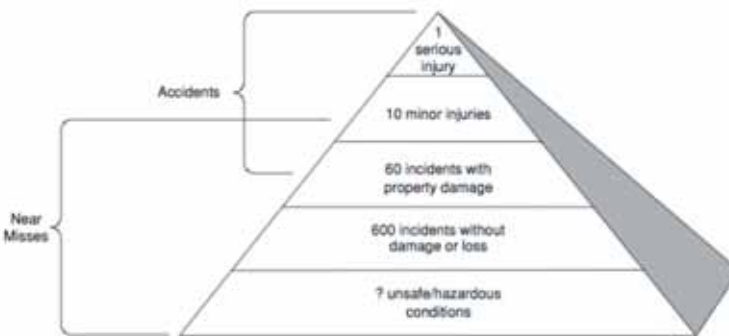 1
serious
injury
Accidents
10 minor injuries
60 incidents with
property damage
Near
Misses
600 incidents without
damage or loss
? unsafe/hazardous
conditions